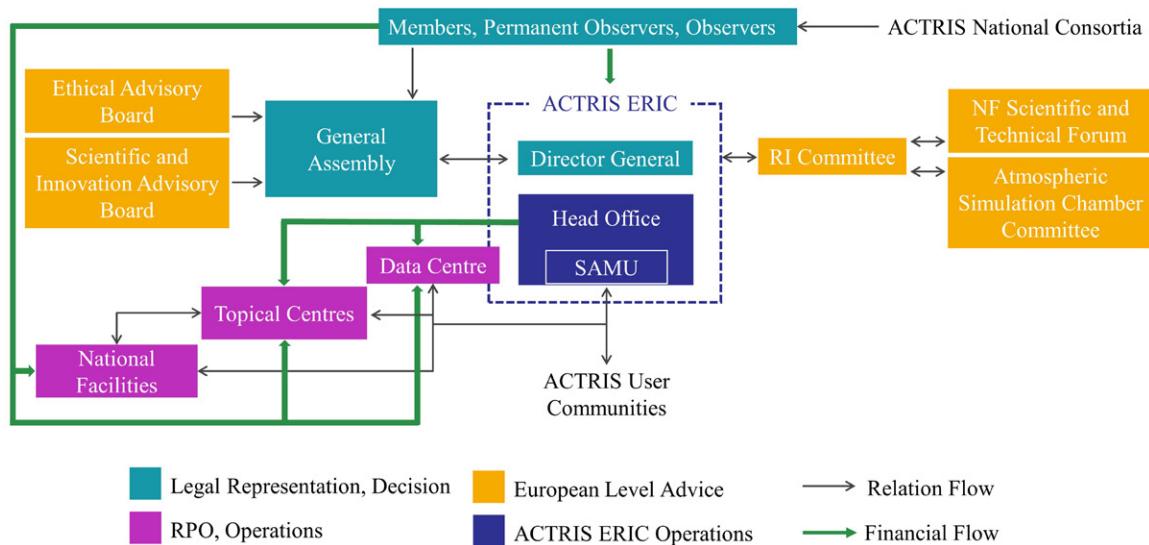 Members, Permanent Observers, Observers
ACTRIS National Consortia
Ethical Advisory
Board
Scientific and
Innovation Advisory
Board
General
Assembly
ACTRIS ERIC
Director General
Head Office
SAMU
RI Committee
NF Scientific and
Technical Forum
Atmospheric
Simulation Chamber
Committee
Data Centre
Topical Centres
National
Facilities
ACTRIS User
Communities
Legal Representation, Decision
European Level Advice
Relation Flow
RPO, Operations
ACTRIS ERIC Operations
Financial Flow